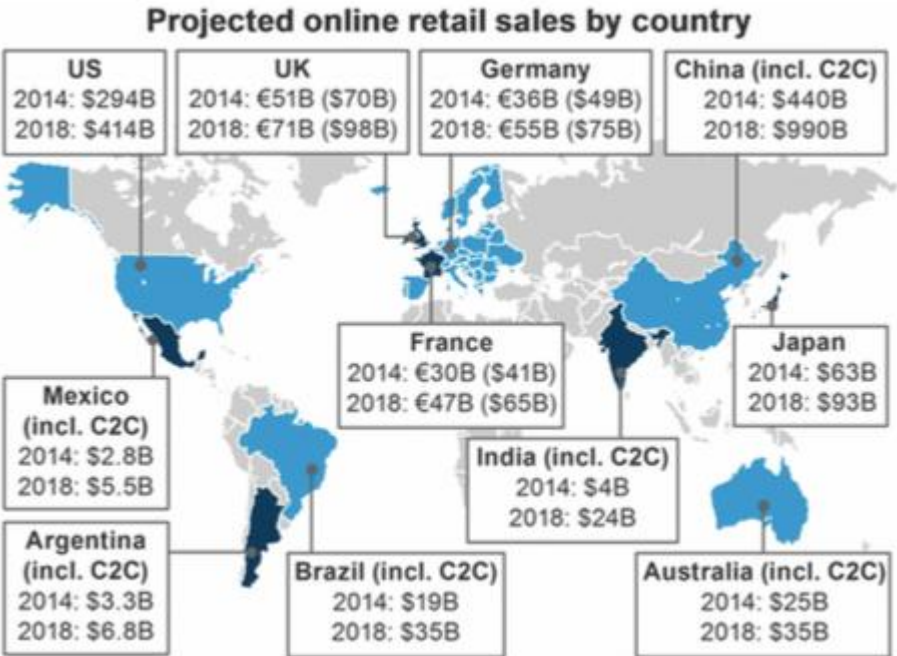 Projected online retail sales by country
US
2014: $294B
2018: $414B
UK
2014: €51B ($70B)
2018: €71B ($98B)
Germany
2014: €36B ($49B)
2018: €55B ($75B)
China (incl. C2C)
2014: $440B
2018: $990B
France
2014: €30B ($41B)
2018: €47B ($65B)
Japan
2014: $63B
2018: $93B
Mexico
(incl. C2C)
2014: $2.8B
2018: $5.5B
India (incl. C2C)
2014: $4B
2018: $24B
Argentina
(incl. C2C)
2014: $3.3B
2018: $6.8B
Brazil (incl. C2C)
2014: $19B
2018: $35B
Australia (incl. C2C)
2014: $25B
2018: $35B